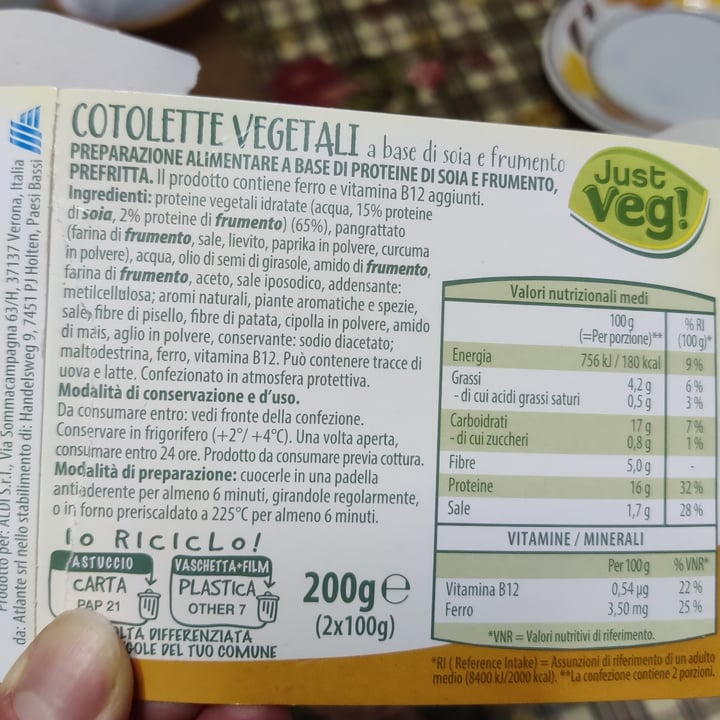 COTOLETTE VEGETALI a base di soia e frumento
PREPARAZIONE ALIMENTARE A BASE DI PROTEINE DI SOIA E FRUMENTO,
PREFRITTA. Il prodotto contiene ferro e vitamina B12 aggiunti.
Ingredienti: proteine vegetali idratate (acqua, 15% proteine
di soia, 2% proteine di frumento) (65%), pangrattato
(farina di frumento, sale, lievito, paprika in polvere, curcuma
in polvere), acqua, olio di semi di girasole, amido di frumento,
farina di frumento, aceto, sale iposodico, addensante:
metilcellulosa; aromi naturali, piante aromatiche e spezie,
sale, fibre di pisello, fibre di patata, cipolla in polvere, amido
di mais, aglio in polvere, conservante: sodio diacetato;
maltodestrina, ferro, vitamina B12. Può contenere tracce di
uova e latte. Confezionato in atmosfera protettiva.
Modalità di conservazione e d'uso.
Da consumare entro: vedi fronte della confezione.
Conservare in frigorifero (+2°/ +4°C). Una volta aperta,
consumare entro 24 ore. Prodotto da consumare previa cottura.
Modalità di preparazione: cuocerle in una padella
antiaderente per almeno 6 minuti, girandole regolarmente,
o in forno preriscaldato a 225°C per almeno 6 minuti.
Io RICICLO!
ASTUCCIO
CARTA
PAP 21
VASCHETTA+FILM
PLASTICA
OTHER 7
DIFFERENZIATA
DEL TUO COMUNE
200g e
(2x100g)
Just
Veg!
Valori nutrizionali medi
100 g
(=Per porzione)** % RI
(100 g)*
Energia 756 kJ / 180 kcal 9 %
Grassi 4,2 g 6 %
- di cui acidi grassi saturi 0,5 g 3 %
Carboidrati 17 g 7 %
- di cui zuccheri 0,8 g 1 %
Fibre 5,0 g -
Proteine 16 g 32 %
Sale 1,7 g 28 %
VITAMINE / MINERALI
Per 100 g % VNR*
Vitamina B12 0,54 µg 22 %
Ferro 3,50 mg 25 %
*VNR = Valori nutritivi di riferimento.
*RI ( Reference Intake) = Assunzioni di riferimento di un adulto
medio (8400 kJ/2000 kcal). **La confezione contiene 2 porzioni.
Prodotto per: ALDI S.r.l., Via Sommacampagna 63/H, 37137 Verona, Italia
da: Atlante srl nello stabilimento di: Handelsweg 9, 7451 PJ Holten, Paesi Bassi